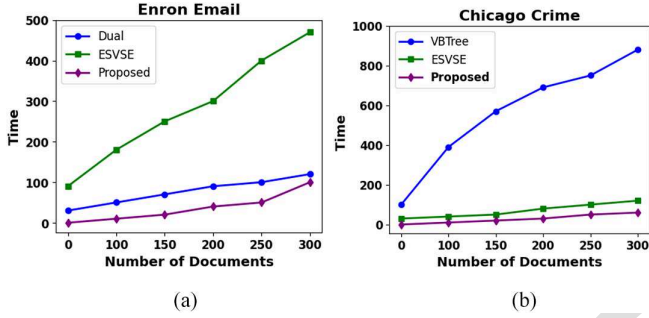 Enron Email
500
400
300
200
100
0
Time
Dual
ESVSE
Proposed
0 100 150 200 250 300
Number of Documents
(a)
Chicago Crime
1000
800
600
400
200
0
Time
VBTree
ESVSE
Proposed
0 100 150 200 250 300
Number of Documents
(b)